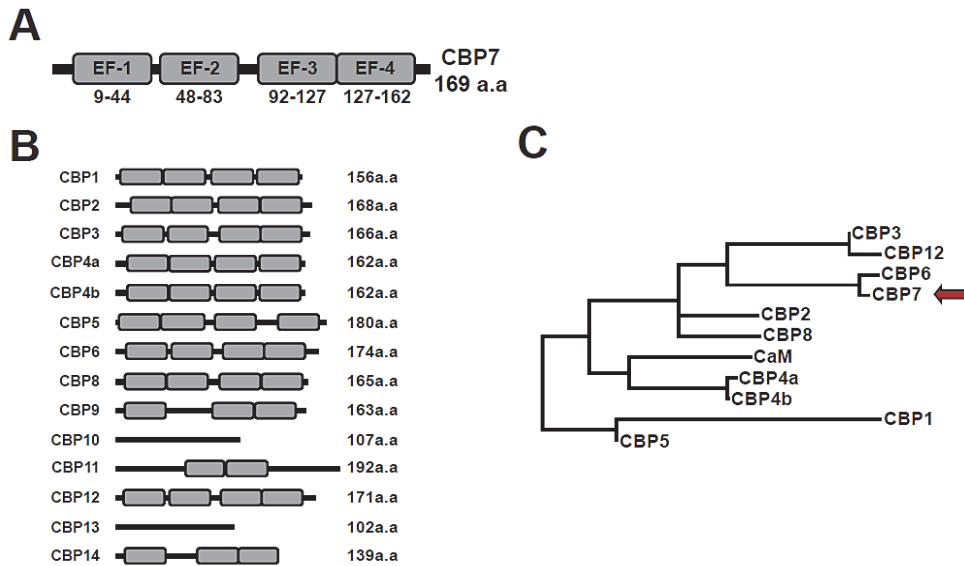 A
EF-1 EF-2 EF-3 EF-4 CBP7
9-44 48-83 92-127 127-162 169 a.a
B
CBP1 156a.a
CBP2 168a.a
CBP3 166a.a
CBP4a 162a.a
CBP4b 162a.a
CBP5 180a.a
CBP6 174a.a
CBP8 165a.a
CBP9 163a.a
CBP10 107a.a
CBP11 192a.a
CBP12 171a.a
CBP13 102a.a
CBP14 139a.a
C
CBP3
CBP12
CBP6
CBP7
CBP2
CBP8
CaM
CBP4a
CBP4b
CBP1
CBP5